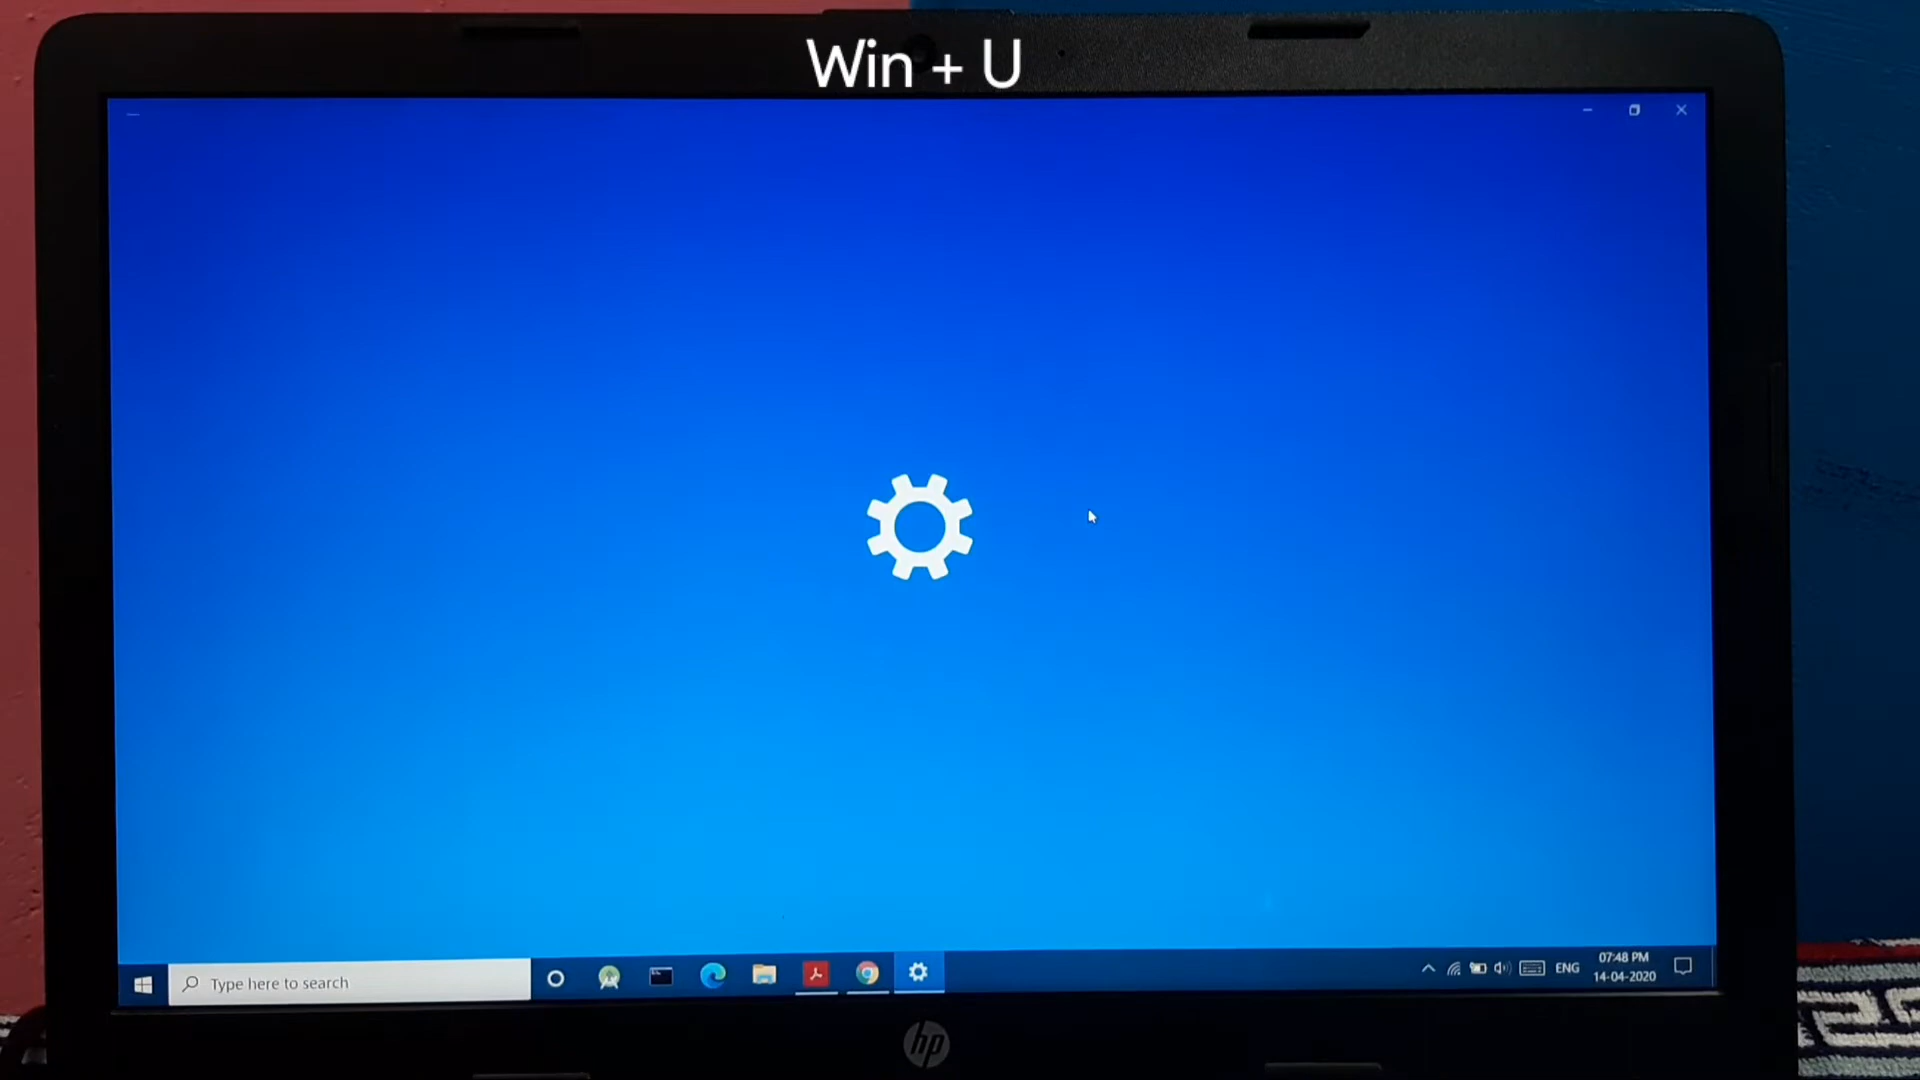 Win + U
Type here to search
ENG
07:48 PM
14-04-2020
hp